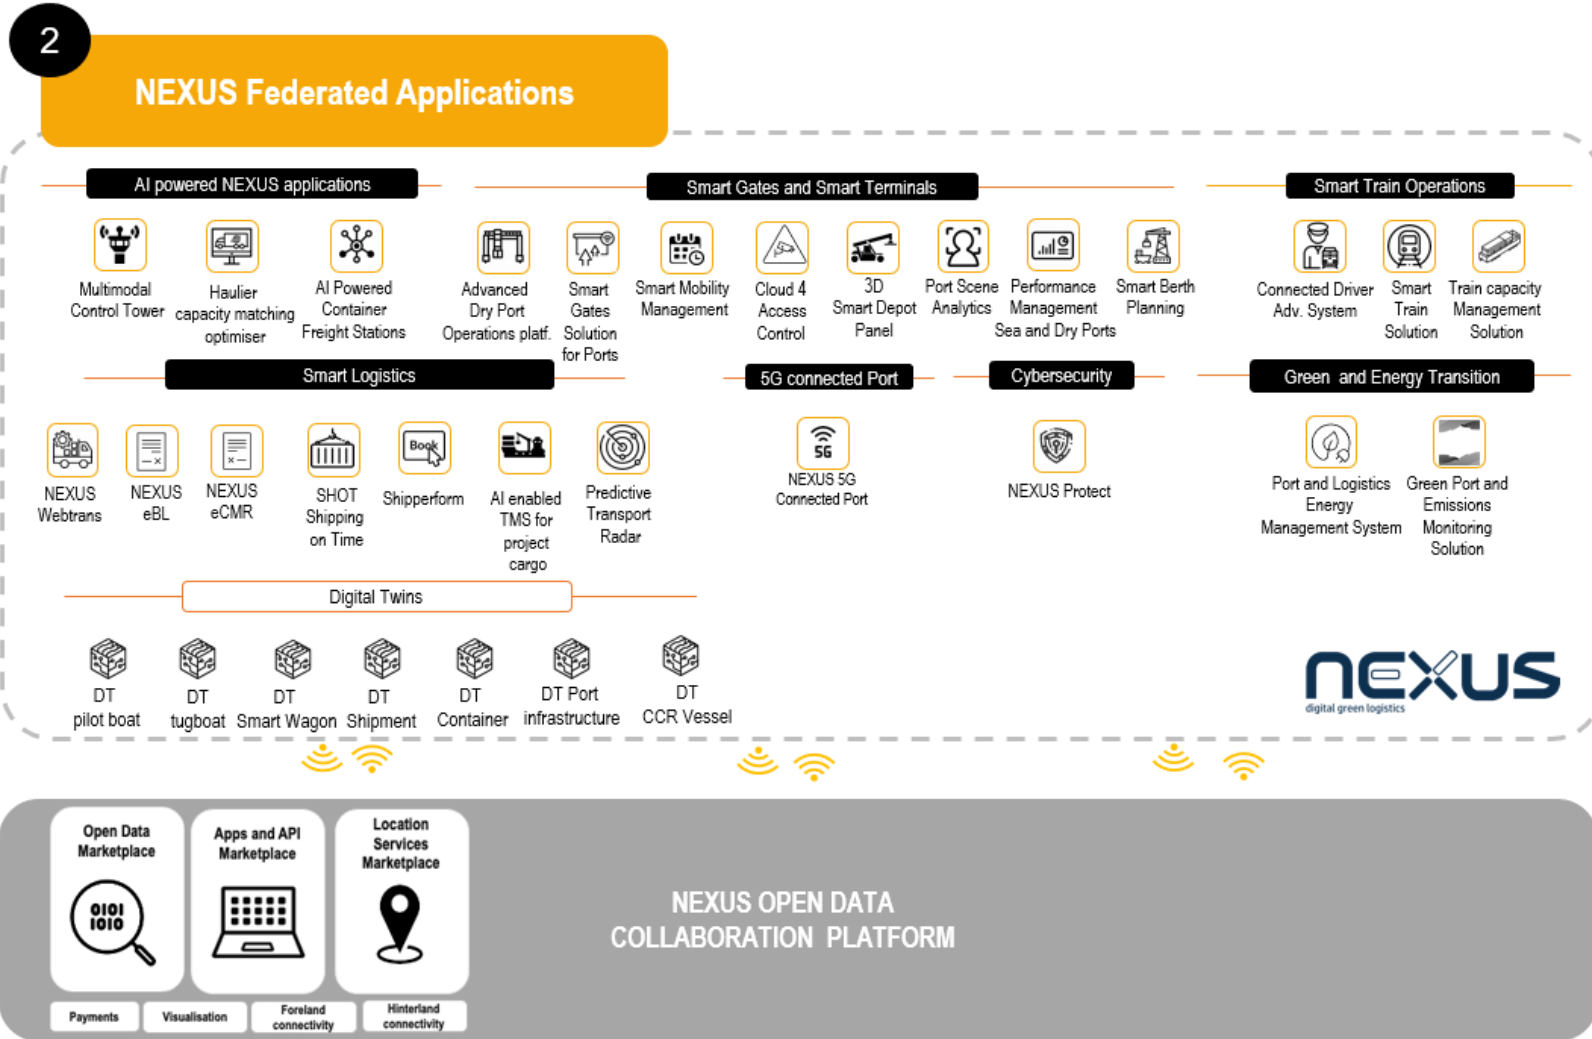 2
NEXUS Federated Applications
AI powered NEXUS applications
Multimodal
Control Tower
Haulier
capacity matching
optimiser
AI Powered
Container
Freight Stations
Smart Gates and Smart Terminals
Advanced
Dry Port
Operations platf.
Smart
Gates
Solution
for Ports
Smart Mobility
Management
Cloud 4
Access
Control
3D
Smart Depot
Panel
Port Scene
Analytics
Performance
Management
Sea and Dry Ports
Smart Berth
Planning
Smart Train Operations
Connected Driver
Adv. System
Smart
Train
Solution
Train capacity
Management
Solution
Smart Logistics
NEXUS
Webtrans
NEXUS
eBL
NEXUS
eCMR
SHOT
Shipping
on Time
Book
Shipperform
AI enabled
TMS for
project
cargo
Predictive
Transport
Radar
5G connected Port
5G
NEXUS 5G
Connected Port
Cybersecurity
NEXUS Protect
Green and Energy Transition
Port and Logistics
Energy
Management System
Green Port and
Emissions
Monitoring
Solution
Digital Twins
DT
pilot boat
DT
tugboat
DT
Smart Wagon
DT
Shipment
DT
Container
DT Port
infrastructure
DT
CCR Vessel
nexus
digital green logistics
Open Data
Marketplace
0101
1010
Apps and API
Marketplace
Location
Services
Marketplace
NEXUS OPEN DATA
COLLABORATION PLATFORM
Payments
Visualisation
Foreland
connectivity
Hinterland
connectivity